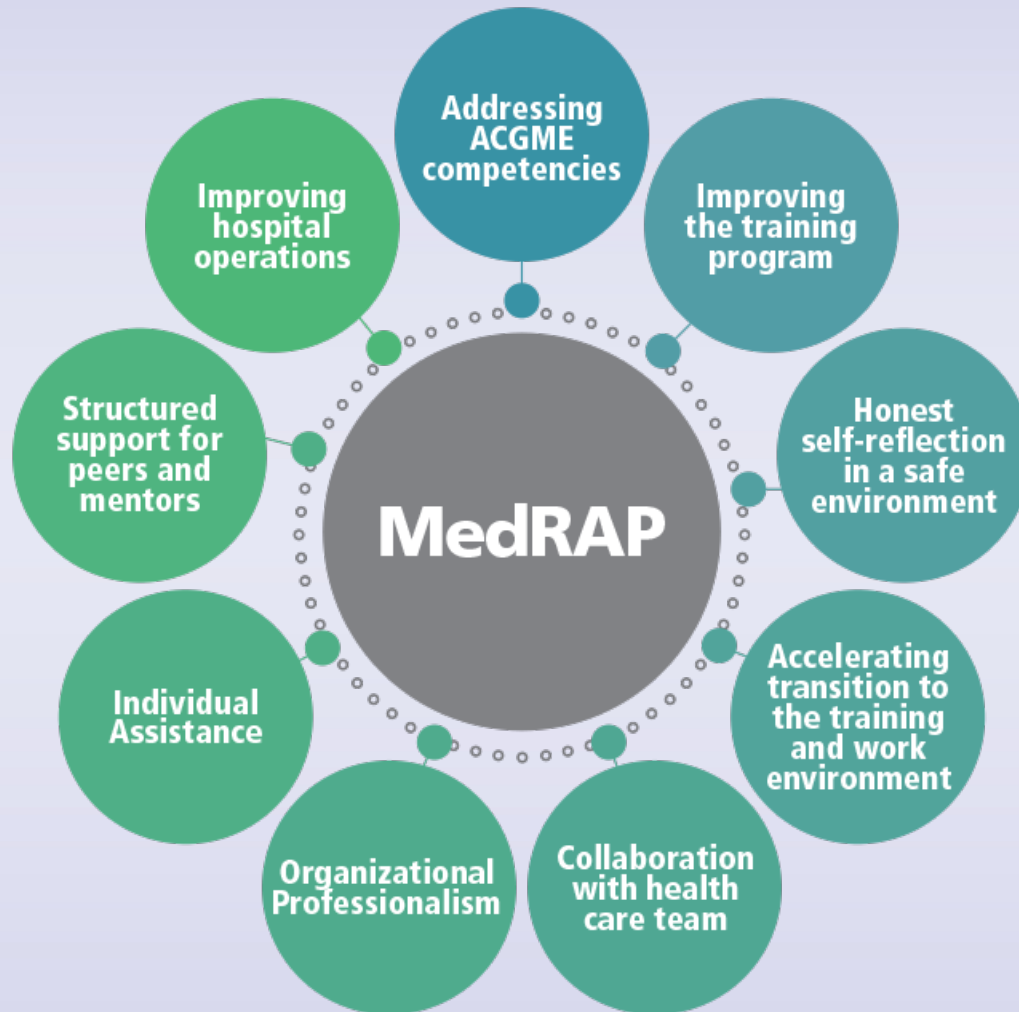 Addressing
ACGME
competencies
Improving
the training
program
Honest
self-reflection
in a safe
environment
Accelerating
transition to
the training
and work
environment
Collaboration
with health
care team
Organizational
Professionalism
Individual
Assistance
Structured
support for
peers and
mentors
Improving
hospital
operations
MedRAP